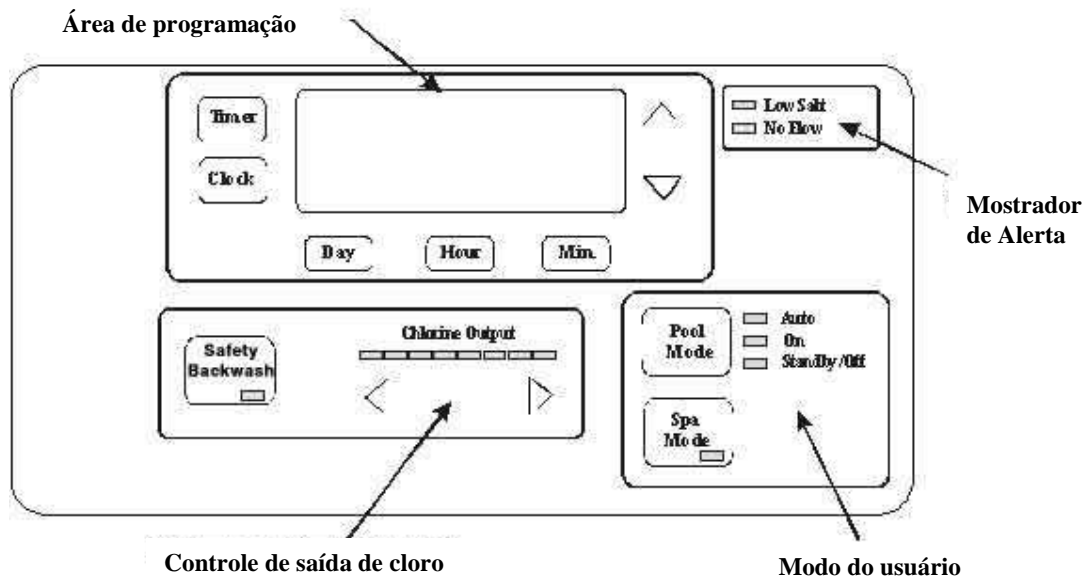 Área de programação
Timer
Clock
Day
Hour
Min.
Low Salt
No Flow
Mostrador
de Alerta
Safety
Backwash
Chlorine Output
Pool
Mode
Auto
On
StandBy/Off
Spa
Mode
Controle de saída de cloro
Modo do usuário